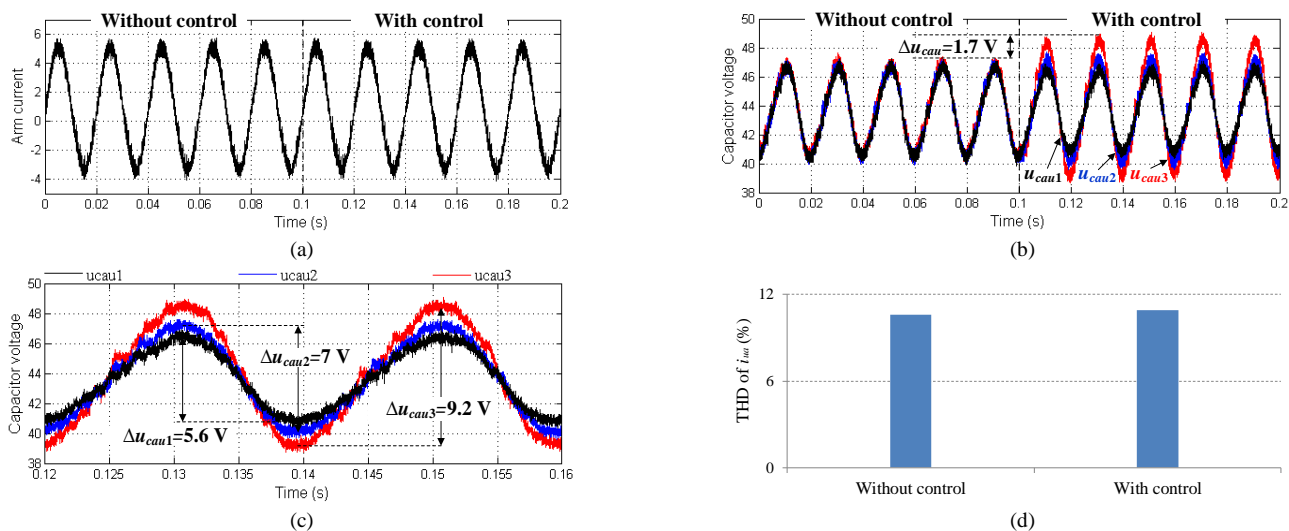 Without control With control
Arm current
6
4
2
0
-2
-4
0 0.02 0.04 0.06 0.08 0.1 0.12 0.14 0.16 0.18 0.2
Time (s)
(a)
Without control With control
Δucau=1.7 V
Capacitor voltage
50
48
46
44
42
40
38
ucau1 ucau2 ucau3
0 0.02 0.04 0.06 0.08 0.1 0.12 0.14 0.16 0.18 0.2
Time (s)
(b)
ucau1 ucau2 ucau3
Capacitor voltage
50
48
46
44
42
40
38
Δucau2=7 V
Δucau3=9.2 V
Δucau1=5.6 V
0.12 0.125 0.13 0.135 0.14 0.145 0.15 0.155 0.16
Time (s)
(c)
THD of iua (%)
12
6
0
Without control With control
(d)